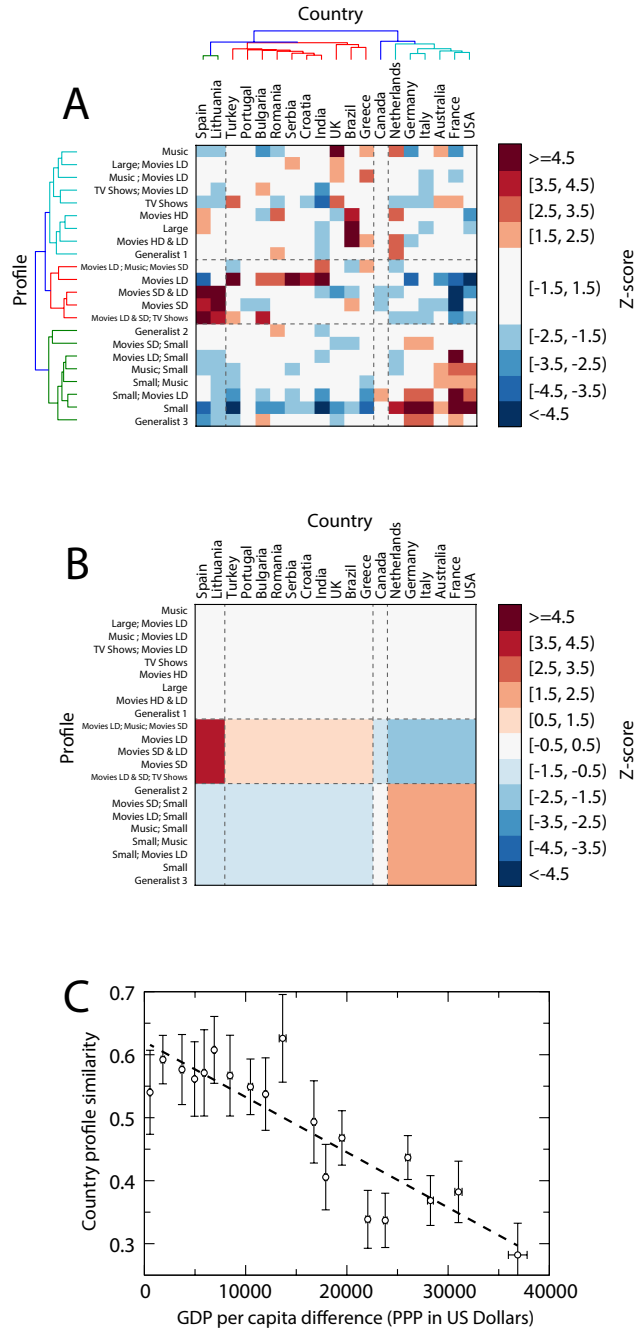 Country
A
Spain
Lithuania
Turkey
Portugal
Bulgaria
Romania
Serbia
Croatia
India
UK
Brazil
Greece
Canada
Netherlands
Germany
Italy
Australia
France
USA
Profile
Music
Large; Movies LD
Music ; Movies LD
TV Shows; Movies LD
TV Shows
Movies HD
Large
Movies HD & LD
Generalist 1
Movies LD ; Music; Movies SD
Movies LD
Movies SD & LD
Movies SD
Movies LD & SD; TV Shows
Generalist 2
Movies SD; Small
Movies LD; Small
Music; Small
Small; Music
Small; Movies LD
Small
Generalist 3
>=4.5
[3.5, 4.5)
[2.5, 3.5)
[1.5, 2.5)
[-1.5, 1.5)
[-2.5, -1.5)
[-3.5, -2.5)
[-4.5, -3.5)
<-4.5
Z-score
Country
B
Spain
Lithuania
Turkey
Portugal
Bulgaria
Romania
Serbia
Croatia
India
UK
Brazil
Greece
Canada
Netherlands
Germany
Italy
Australia
France
USA
Profile
Music
Large; Movies LD
Music ; Movies LD
TV Shows; Movies LD
TV Shows
Movies HD
Large
Movies HD & LD
Generalist 1
Movies LD; Music; Movies SD
Movies LD
Movies SD & LD
Movies SD
Movies LD & SD; TV Shows
Generalist 2
Movies SD; Small
Movies LD; Small
Music; Small
Small; Music
Small; Movies LD
Small
Generalist 3
>=4.5
[3.5, 4.5)
[2.5, 3.5)
[1.5, 2.5)
[0.5, 1.5)
[-0.5, 0.5)
[-1.5, -0.5)
[-2.5, -1.5)
[-3.5, -2.5)
[-4.5, -3.5)
<-4.5
Z-score
C
Country profile similarity
0.7
0.6
0.5
0.4
0.3
0 10000 20000 30000 40000
GDP per capita difference (PPP in US Dollars)